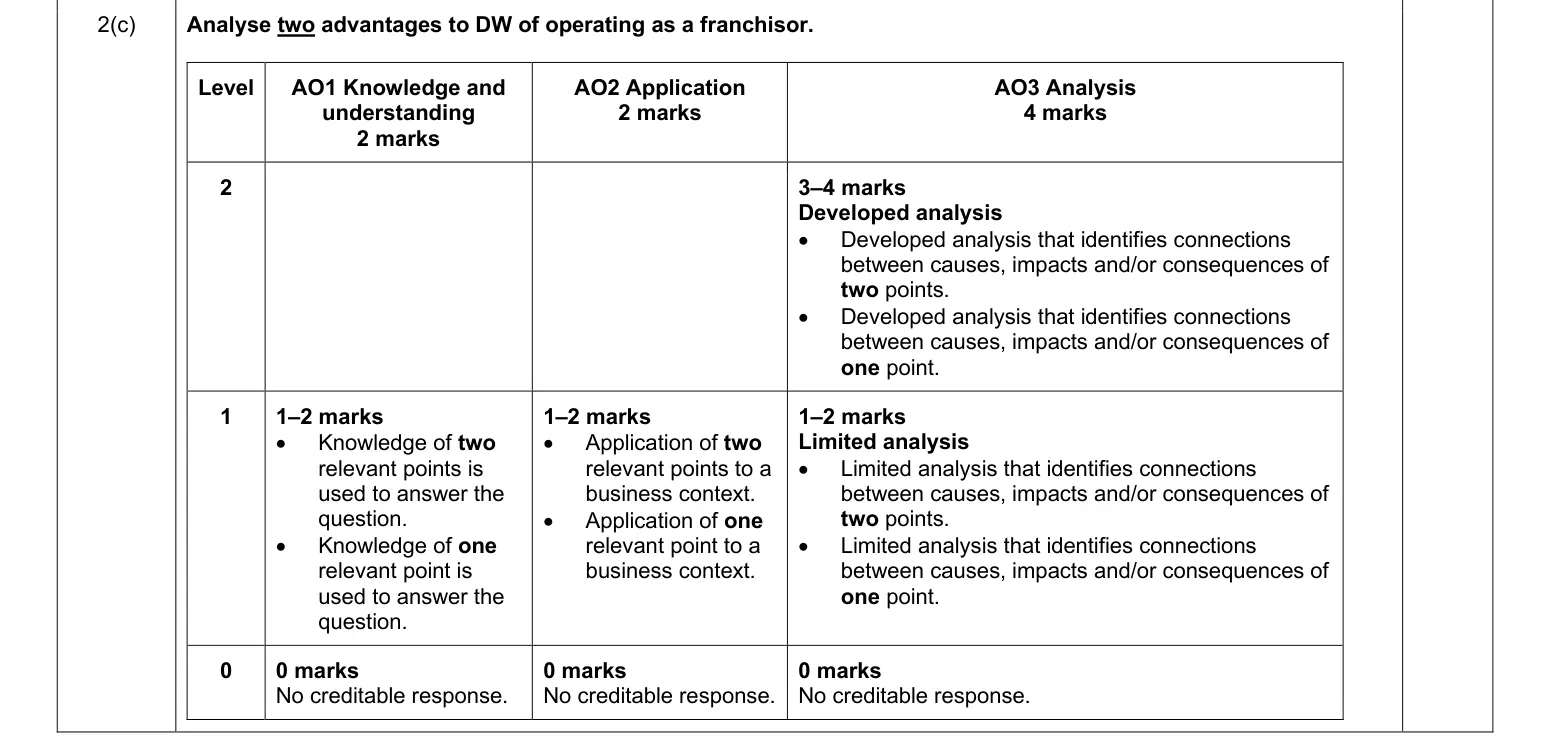 2(c)
Analyse two advantages to DW of operating as a franchisor.
Level
AO1 Knowledge and
understanding
2 marks
AO2 Application
2 marks
AO3 Analysis
4 marks
2
3–4 marks
Developed analysis
• Developed analysis that identifies connections
between causes, impacts and/or consequences of
two points.
• Developed analysis that identifies connections
between causes, impacts and/or consequences of
one point.
1
1–2 marks
• Knowledge of two
relevant points is
used to answer the
question.
• Knowledge of one
relevant point is
used to answer the
question.
1–2 marks
• Application of two
relevant points to a
business context.
• Application of one
relevant point to a
business context.
1–2 marks
Limited analysis
• Limited analysis that identifies connections
between causes, impacts and/or consequences of
two points.
• Limited analysis that identifies connections
between causes, impacts and/or consequences of
one point.
0
0 marks
No creditable response.
0 marks
No creditable response.
0 marks
No creditable response.